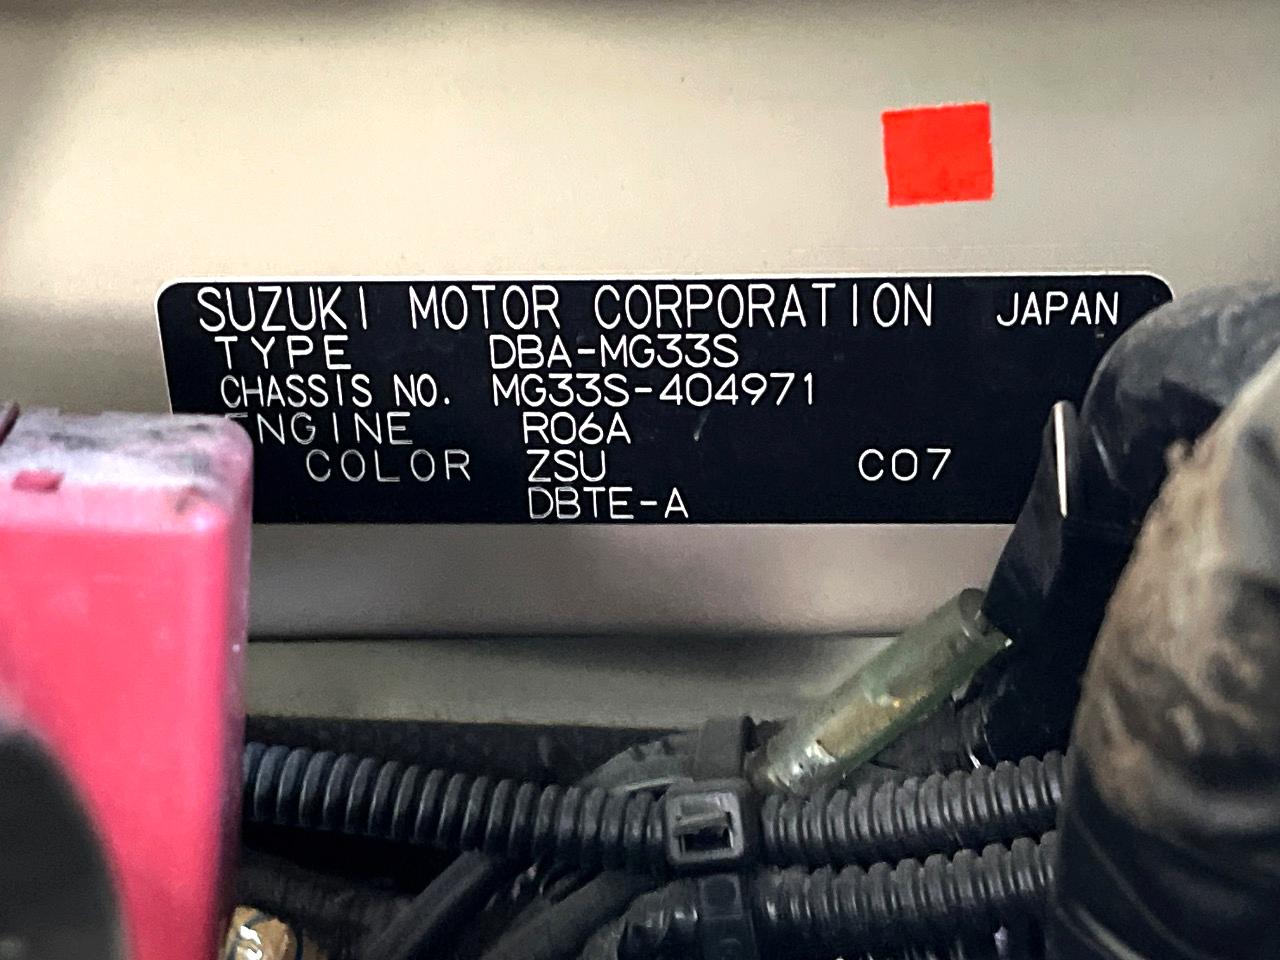 SUZUKI MOTOR CORPORATION JAPAN
TYPE DBA-MG33S
CHASSIS NO. MG33S-404971
ENGINE R06A
COLOR ZSU C07
DBTE-A